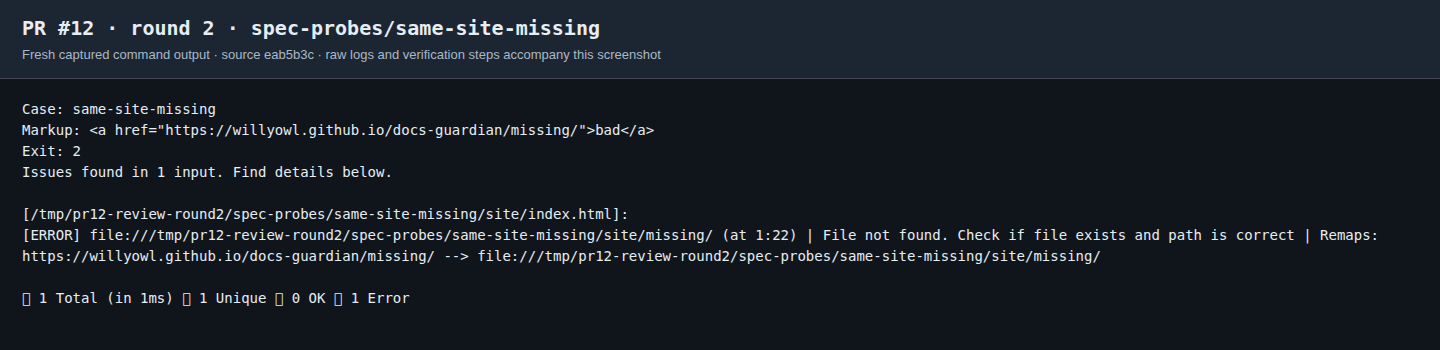 PR #12 · round 2 · spec-probes/same-site-missing
Fresh captured command output · source eab5b3c · raw logs and verification steps accompany this screenshot
Case: same-site-missing
Markup: <a href="https://willyowl.github.io/docs-guardian/missing/">bad</a>
Exit: 2
Issues found in 1 input. Find details below.
[/tmp/pr12-review-round2/spec-probes/same-site-missing/site/index.html]:
[ERROR] file:///tmp/pr12-review-round2/spec-probes/same-site-missing/site/missing/ (at 1:22) | File not found. Check if file exists and path is correct | Remaps:
https://willyowl.github.io/docs-guardian/missing/ --> file:///tmp/pr12-review-round2/spec-probes/same-site-missing/site/missing/
1 Total (in 1ms) 1 Unique 0 OK 1 Error